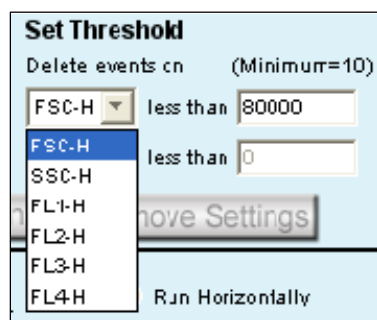 Set Threshold
Delete events on (Minimum=10)
FSC-H less than 80000
FSC-H
SSC-H less than 0
FL1-H
move Settings
FL2-H
FL3-H
FL4-H Run Horizontally